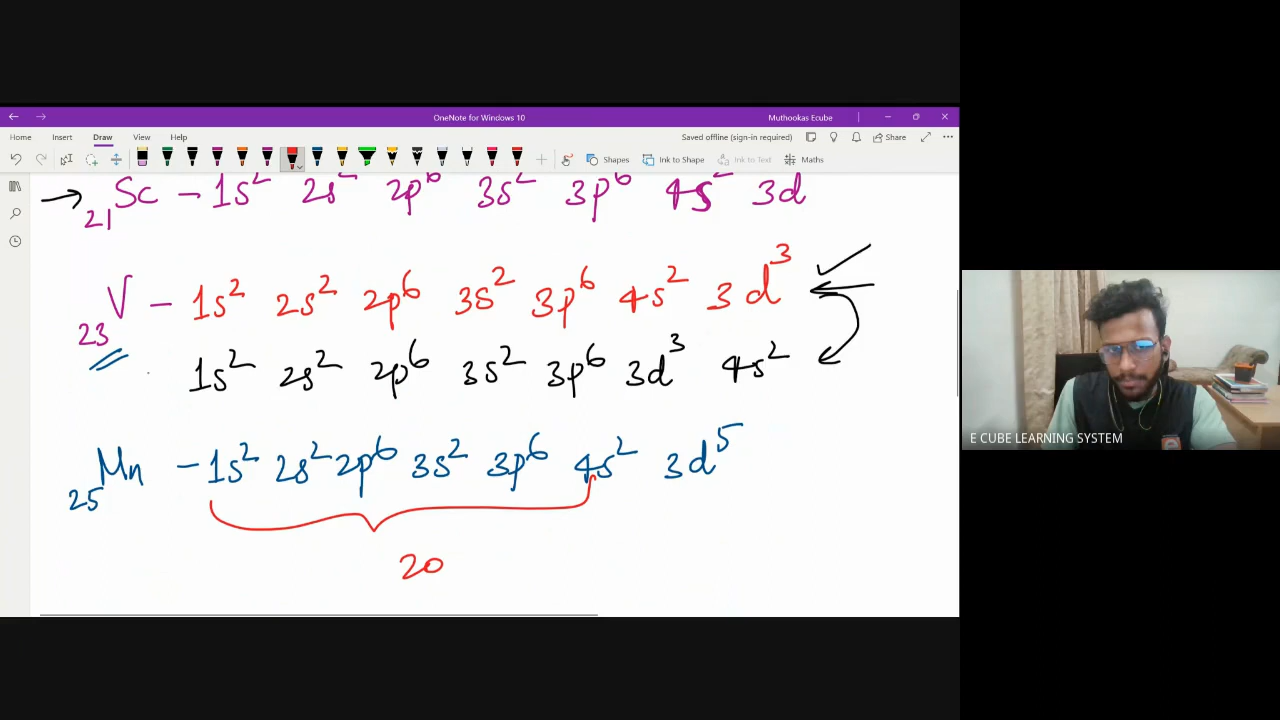 OneNote for Windows 10
Muthookas Ecube
Home Insert Draw View Help
Saved offline (sign-in required)
Share
Shapes
Ink to Shape
Ink to Text
Maths
→ ₂₁Sc – 1s² 2s² 2p⁶ 3s² 3p⁶ 4s² 3d
₂₃V – 1s² 2s² 2p⁶ 3s² 3p⁶ 4s² 3d³
1s² 2s² 2p⁶ 3s² 3p⁶ 3d³ 4s²
₂₅Mn – 1s² 2s² 2p⁶ 3s² 3p⁶ 4s² 3d⁵
20
E CUBE LEARNING SYSTEM